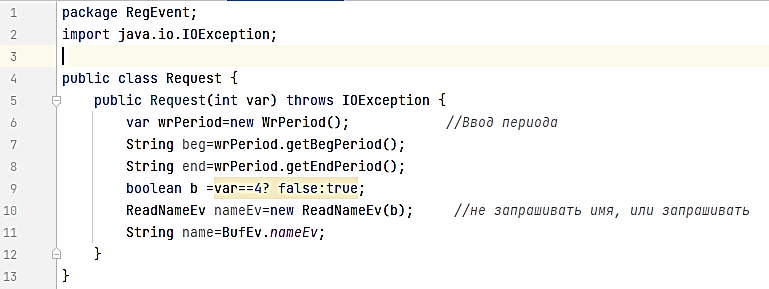 1 package RegEvent;
2 import java.io.IOException;
3
4 public class Request {
5 public Request(int var) throws IOException {
6 var wrPeriod=new WrPeriod(); //Ввод периода
7 String beg=wrPeriod.getBegPeriod();
8 String end=wrPeriod.getEndPeriod();
9 boolean b =var==4? false:true;
10 ReadNameEv nameEv=new ReadNameEv(b); //не запрашивать имя, или запрашивать
11 String name=BufEv.nameEv;
12 }
13 }